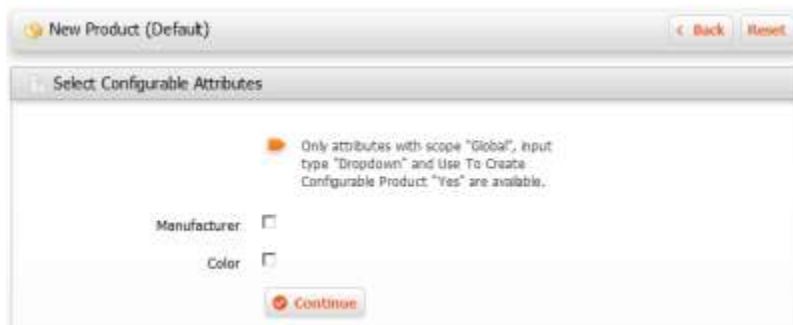 New Product (Default)
Back Reset
Select Configurable Attributes
Only attributes with scope "Global", input
type "Dropdown" and Use To Create
Configurable Product "Yes" are available.
Manufacturer
Color
Continue